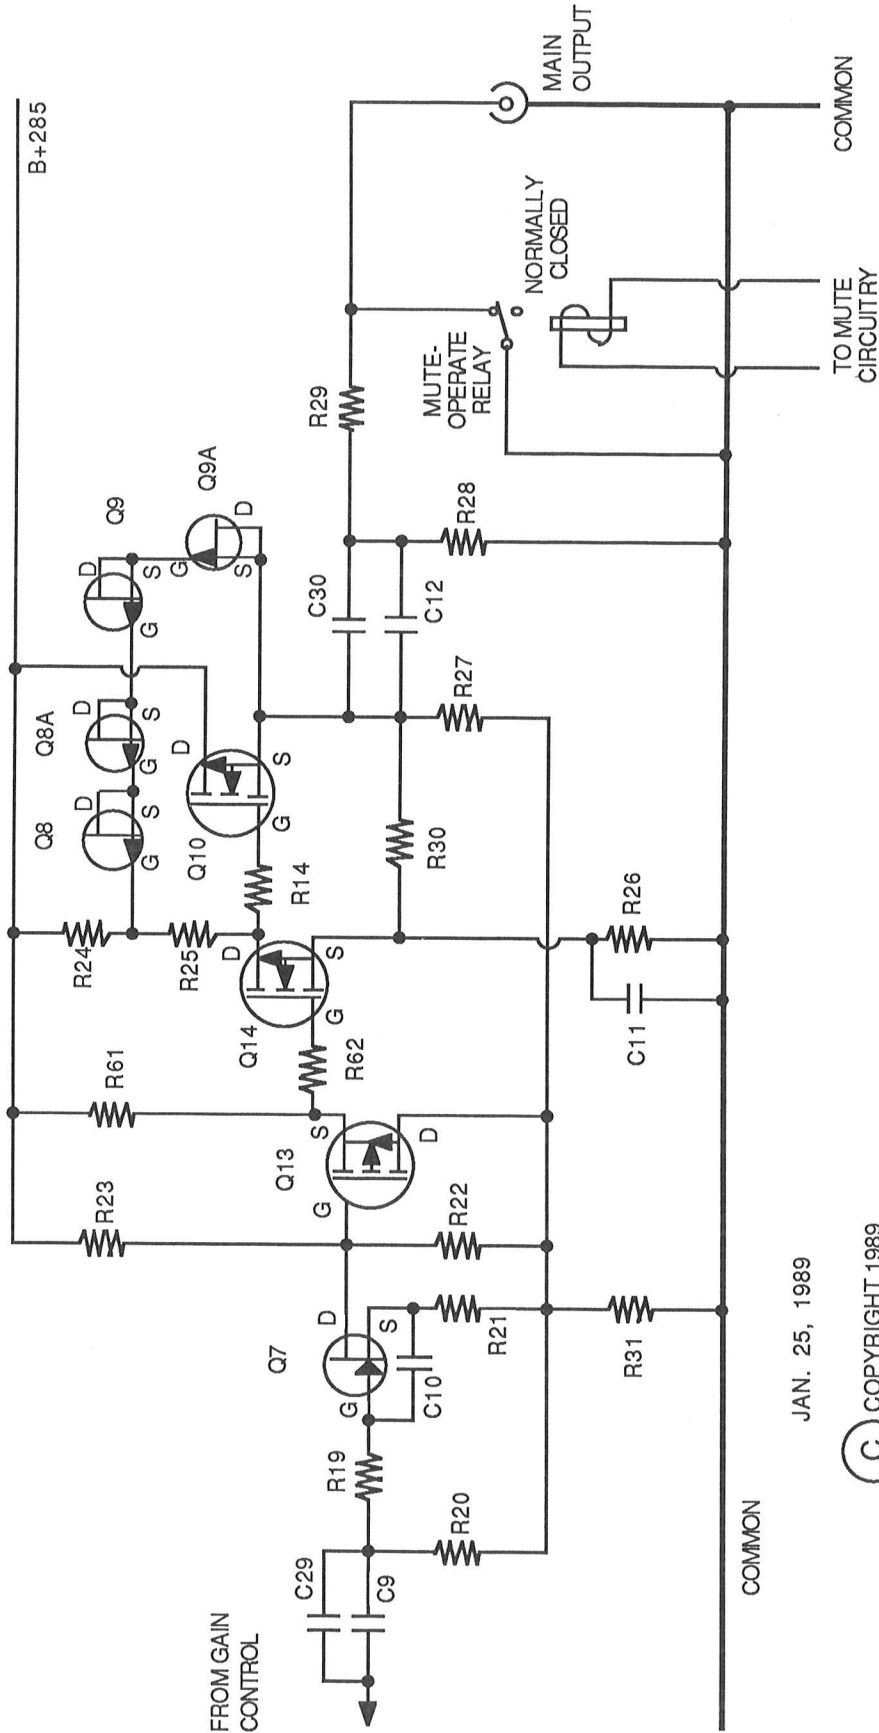 B+285
Q9
Q9A
D
S
G
G
S
D
Q8A
D
S
G
Q8
D
S
G
Q10
D
S
G
R24
R25
R14
Q14
D
S
G
R61
R62
R23
Q13
S
G
D
R22
Q7
D
S
G
C10
R21
R19
R20
C29
C9
FROM GAIN
CONTROL
R31
C11
R26
R30
R27
C30
C12
R28
R29
MUTE-
OPERATE
RELAY
NORMALLY
CLOSED
MAIN
OUTPUT
COMMON
TO MUTE
CIRCUITRY
COMMON
JAN. 25, 1989
C COPYRIGHT 1989